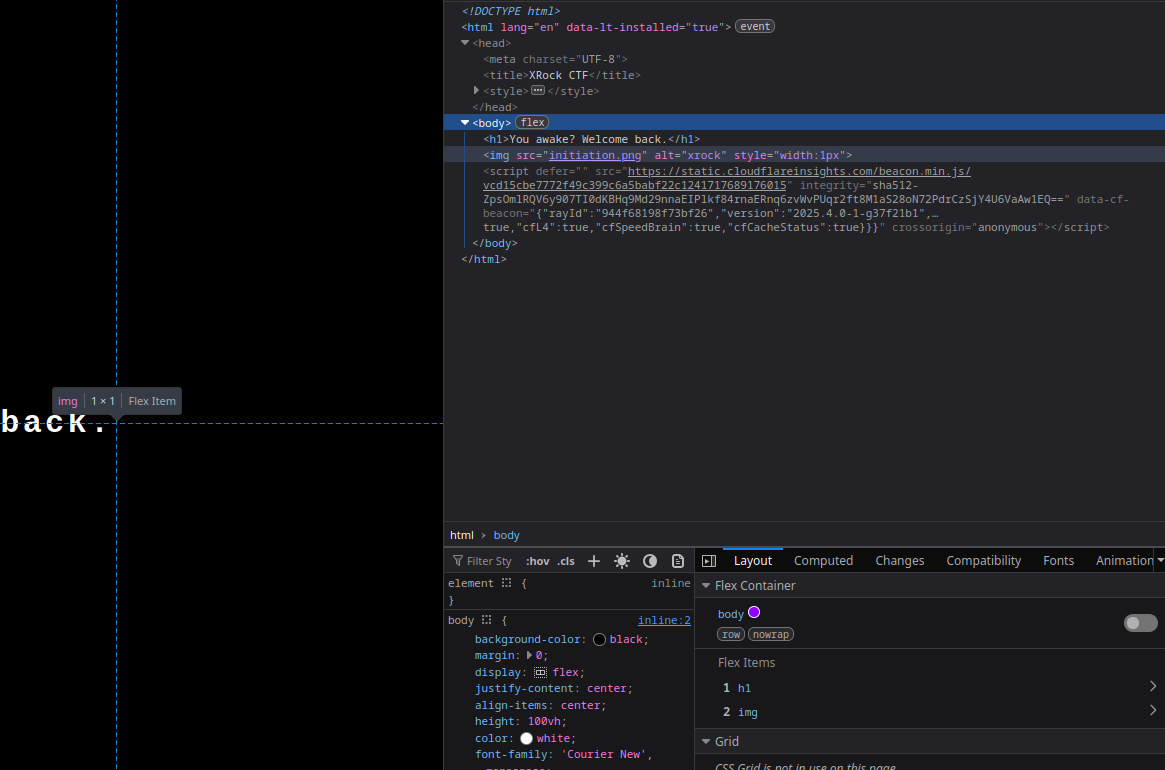 <!DOCTYPE html>
<html lang="en" data-lt-installed="true"> event
<head>
<meta charset="UTF-8">
<title>XRock CTF</title>
<style>⋯</style>
</head>
<body> flex
<h1>You awake? Welcome back.</h1>
<img src="initiation.png" alt="xrock" style="width:1px">
<script defer="" src="https://static.cloudflareinsights.com/beacon.min.js/
vcd15cbe7772f49c399c6a5babf22c1241717689176015" integrity="sha512-
ZpsOmlRQV6y907TI0dKBHq9Md29nnaEIPlkf84rnaERnq6zvWvPUqr2ft8M1aS28oN72PdrCzSjY4U6VaAw1EQ==" data-cf-
beacon="{"rayId":"944f68198f73bf26","version":"2025.4.0-1-g37f21b1",…
true,"cfL4":true,"cfSpeedBrain":true,"cfCacheStatus":true}}}" crossorigin="anonymous"></script>
</body>
</html>
img 1 × 1 Flex Item
back.
html › body
Filter Sty :hov .cls
element { inline
}
body { inline:2
background-color: black;
margin: 0;
display: flex;
justify-content: center;
align-items: center;
height: 100vh;
color: white;
font-family: 'Courier New',
Layout Computed Changes Compatibility Fonts Animation
Flex Container
body
row nowrap
Flex Items
1 h1
2 img
Grid
CSS Grid is not in use on this page